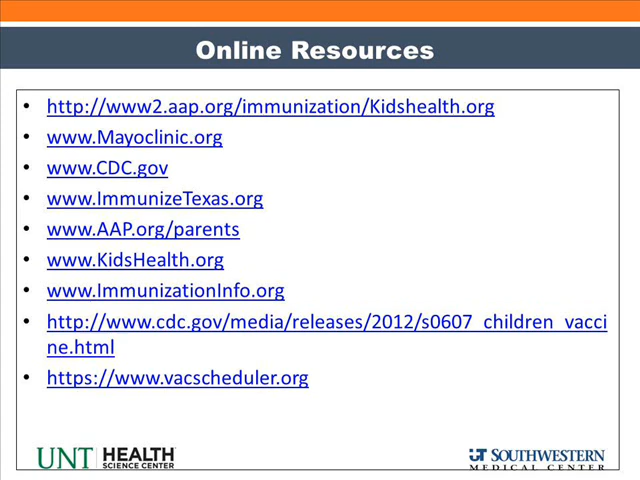 Online Resources
• http://www2.aap.org/immunization/Kidshealth.org
• www.Mayoclinic.org
• www.CDC.gov
• www.ImmunizeTexas.org
• www.AAP.org/parents
• www.KidsHealth.org
• www.ImmunizationInfo.org
• http://www.cdc.gov/media/releases/2012/s0607_children_vacci
ne.html
• https://www.vacscheduler.org
UNT HEALTH
SCIENCE CENTER
UT SOUTHWESTERN
MEDICAL CENTER